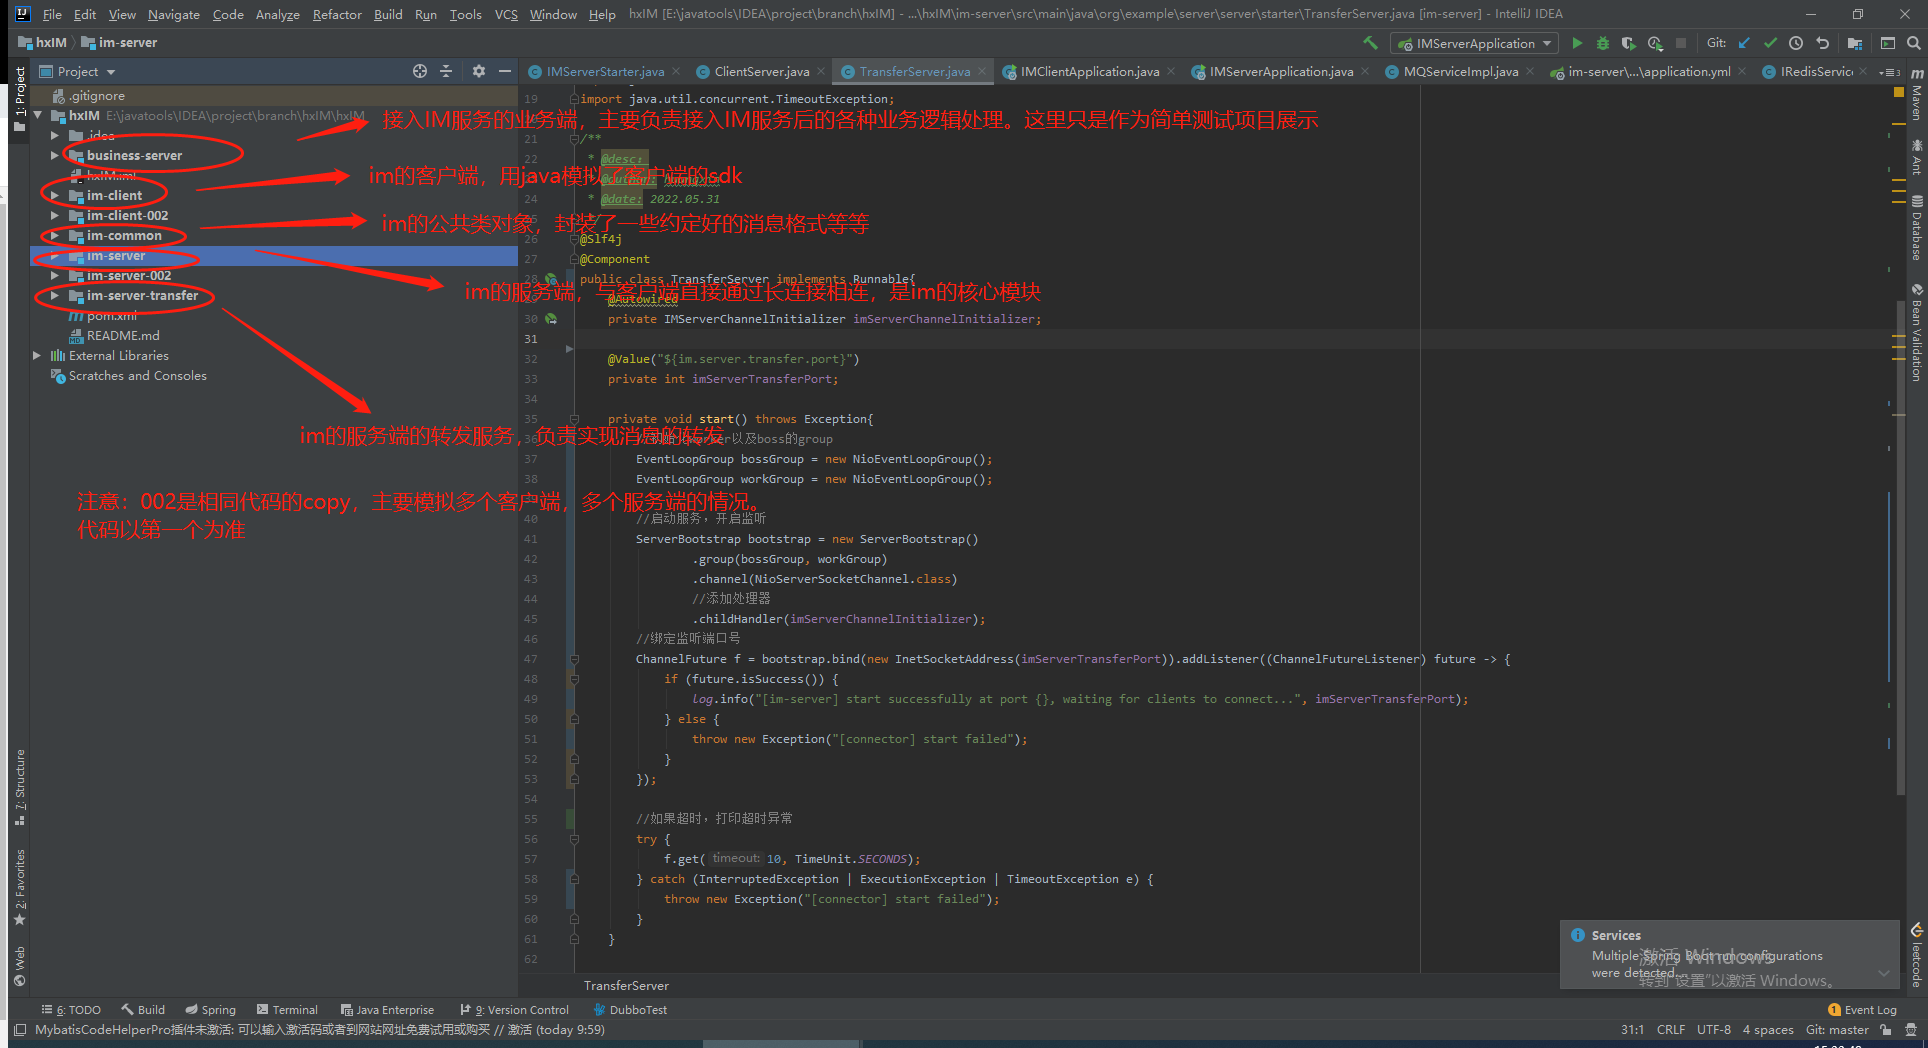 File Edit View Navigate Code Analyze Refactor Build Run Tools VCS Window Help hxIM [E:\javatools\IDEA\project\branch\hxIM] - ...\hxIM\im-server\src\main\java\org\example\server\server\starter\TransferServer.java [im-server] - IntelliJ IDEA
hxIM im-server IMServerApplication Git:
Project IMServerStarter.java ClientServer.java TransferServer.java IMClientApplication.java IMServerApplication.java MQServiceImpl.java im-server\...\application.yml IRedisServic
1: Project
.gitignore
hxIM E:\javatools\IDEA\project\branch\hxIM\hxIM
.idea
business-server
hxIM.iml
im-client
im-client-002
im-common
im-server
im-server-002
im-server-transfer
pom.xml
README.md
External Libraries
Scratches and Consoles
接入IM服务的业务端，主要负责接入IM服务后的各种业务逻辑处理。这里只是作为简单测试项目展示
im的客户端，用java模拟了客户端的sdk
im的公共类对象，封装了一些约定好的消息格式等等
im的服务端，与客户端直接通过长连接相连，是im的核心模块
im的服务端的转发服务，负责实现消息的转发
注意：002是相同代码的copy，主要模拟多个客户端，多个服务端的情况。
代码以第一个为准
19 import java.util.concurrent.TimeoutException;
21 /**
22 * @desc:
* @author:
24 * @date: 2022.05.31
26 @Slf4j
27 @Component
28 public class TransferServer implements Runnable{
@Autowired
30 private IMServerChannelInitializer imServerChannelInitializer;
31
32 @Value("${im.server.transfer.port}")
33 private int imServerTransferPort;
34
35 private void start() throws Exception{
36 //初始化worker以及boss的group
37 EventLoopGroup bossGroup = new NioEventLoopGroup();
38 EventLoopGroup workGroup = new NioEventLoopGroup();
40 //启动服务，开启监听
41 ServerBootstrap bootstrap = new ServerBootstrap()
42 .group(bossGroup, workGroup)
43 .channel(NioServerSocketChannel.class)
44 //添加处理器
45 .childHandler(imServerChannelInitializer);
46 //绑定监听端口号
47 ChannelFuture f = bootstrap.bind(new InetSocketAddress(imServerTransferPort)).addListener((ChannelFutureListener) future -> {
48 if (future.isSuccess()) {
49 log.info("[im-server] start successfully at port {}, waiting for clients to connect...", imServerTransferPort);
50 } else {
51 throw new Exception("[connector] start failed");
52 }
53 });
54
55 //如果超时，打印超时异常
56 try {
57 f.get( timeout: 10, TimeUnit.SECONDS);
58 } catch (InterruptedException | ExecutionException | TimeoutException e) {
59 throw new Exception("[connector] start failed");
60 }
61 }
62
TransferServer
Maven
Ant
Database
Bean Validation
leetcode
7: Structure
2: Favorites
Web
Services
Multiple Spring Boot run configurations
were detected.
激活 Windows
转到"设置"以激活 Windows。
6: TODO Build Spring Terminal Java Enterprise 9: Version Control DubboTest 1 Event Log
MybatisCodeHelperPro插件未激活: 可以输入激活码或者到网站网址免费试用或购买 // 激活 (today 9:59) 31:1 CRLF UTF-8 4 spaces Git: master